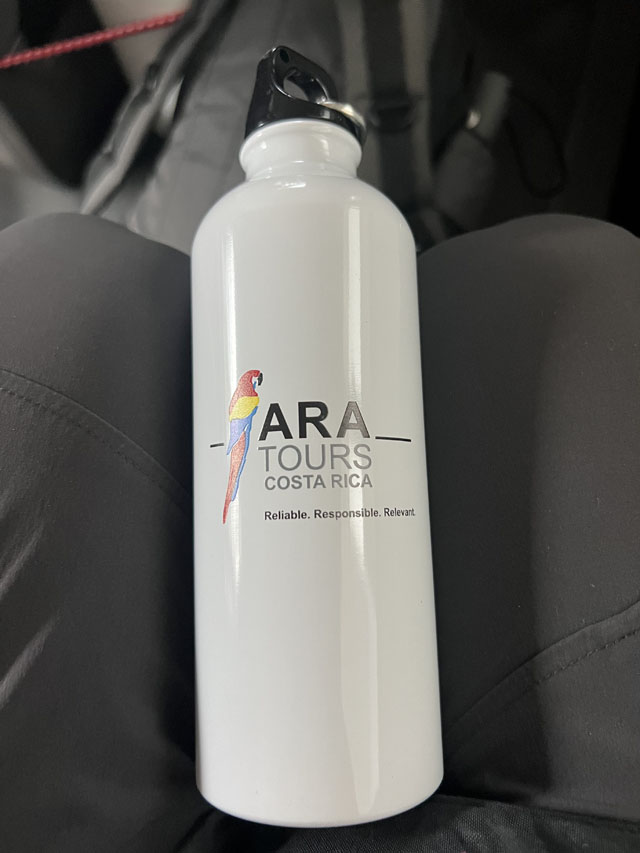 ARA
TOURS
COSTA RICA
Reliable. Responsible. Relevant.